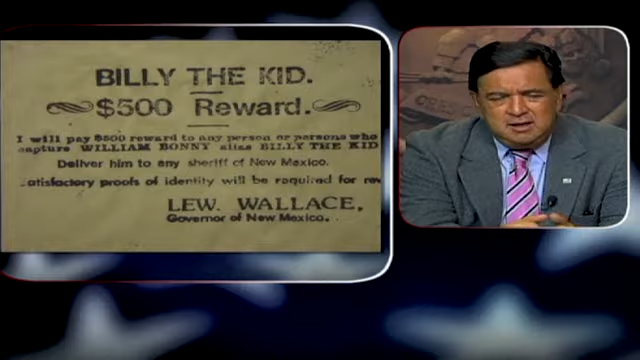 BILLY THE KID.
$500 Reward.
I will pay $500 reward to any person or persons who
capture WILLIAM BONNY alias BILLY THE KID
Deliver him to any sheriff of New Mexico.
atisfactory proofs of identity will be required for rew
LEW. WALLACE,
Governor of New Mexico.